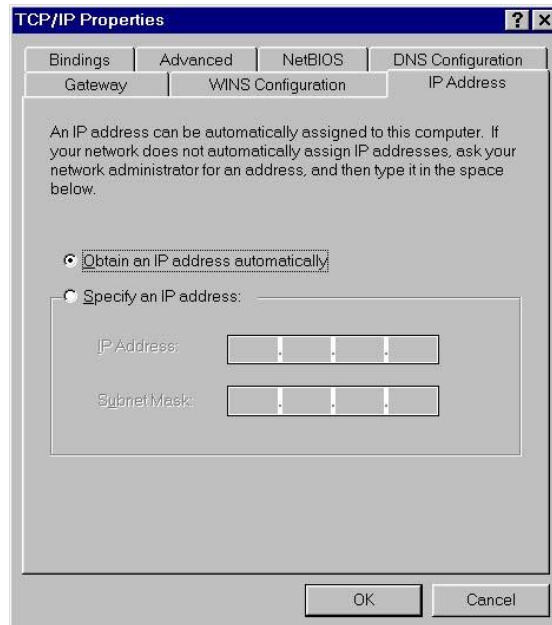 TCP/IP Properties
? X
Bindings Advanced NetBIOS DNS Configuration
Gateway WINS Configuration IP Address
An IP address can be automatically assigned to this computer. If
your network does not automatically assign IP addresses, ask your
network administrator for an address, and then type it in the space
below.
Obtain an IP address automatically
Specify an IP address:
IP Address:
. . .
Subnet Mask:
. . .
OK Cancel